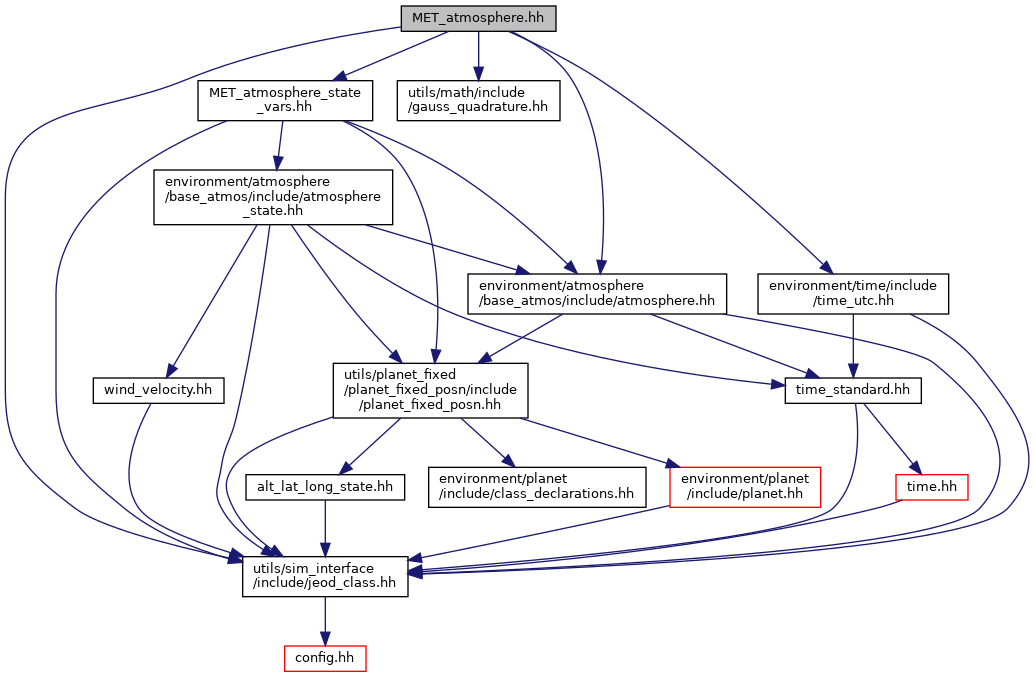 MET_atmosphere.hh
MET_atmosphere_state
_vars.hh
utils/math/include
/gauss_quadrature.hh
environment/atmosphere
/base_atmos/include/atmosphere
_state.hh
environment/atmosphere
/base_atmos/include/atmosphere.hh
environment/time/include
/time_utc.hh
wind_velocity.hh
utils/planet_fixed
/planet_fixed_posn/include
/planet_fixed_posn.hh
time_standard.hh
alt_lat_long_state.hh
environment/planet
/include/class_declarations.hh
environment/planet
/include/planet.hh
time.hh
utils/sim_interface
/include/jeod_class.hh
config.hh